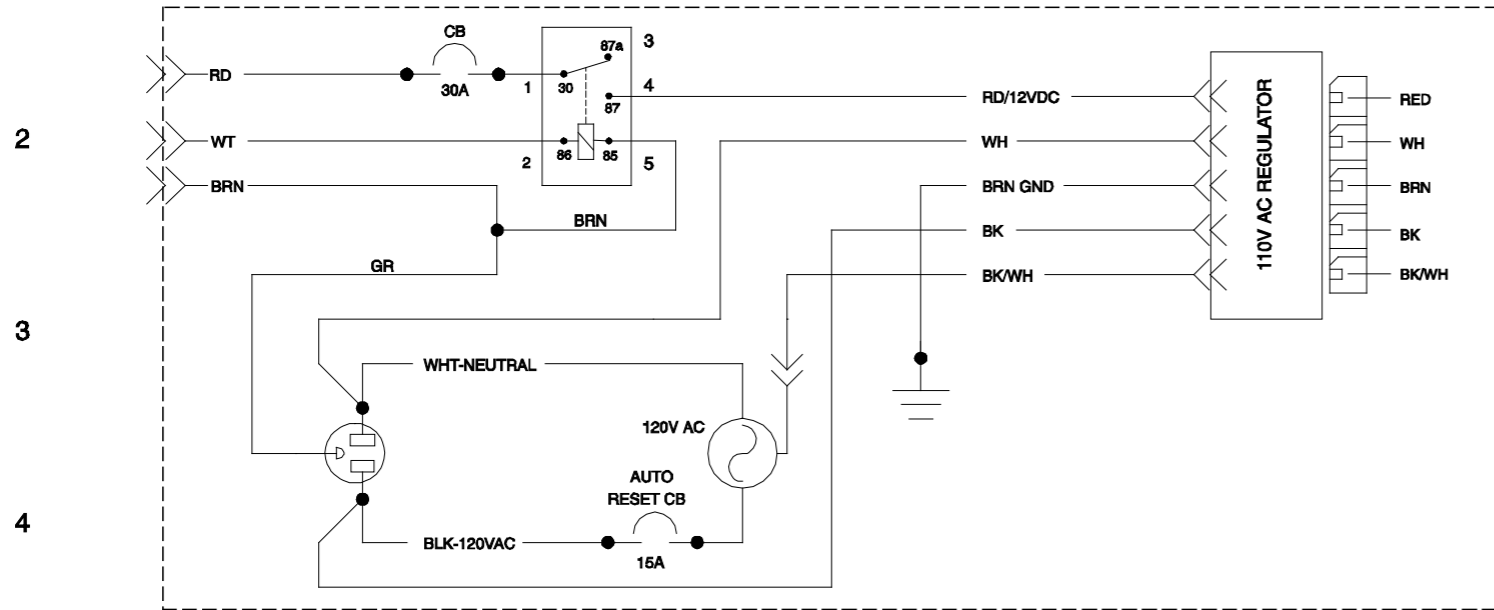 CB
3
87a
RD
30A
1
30
4
87
RD/12VDC
RED
2
WT
86
85
2
5
WH
WH
BRN
BRN GND
BRN
BRN
BK
BK
GR
BK/WH
BK/WH
110V AC REGULATOR
3
WHT-NEUTRAL
120V AC
AUTO
RESET CB
4
BLK-120VAC
15A